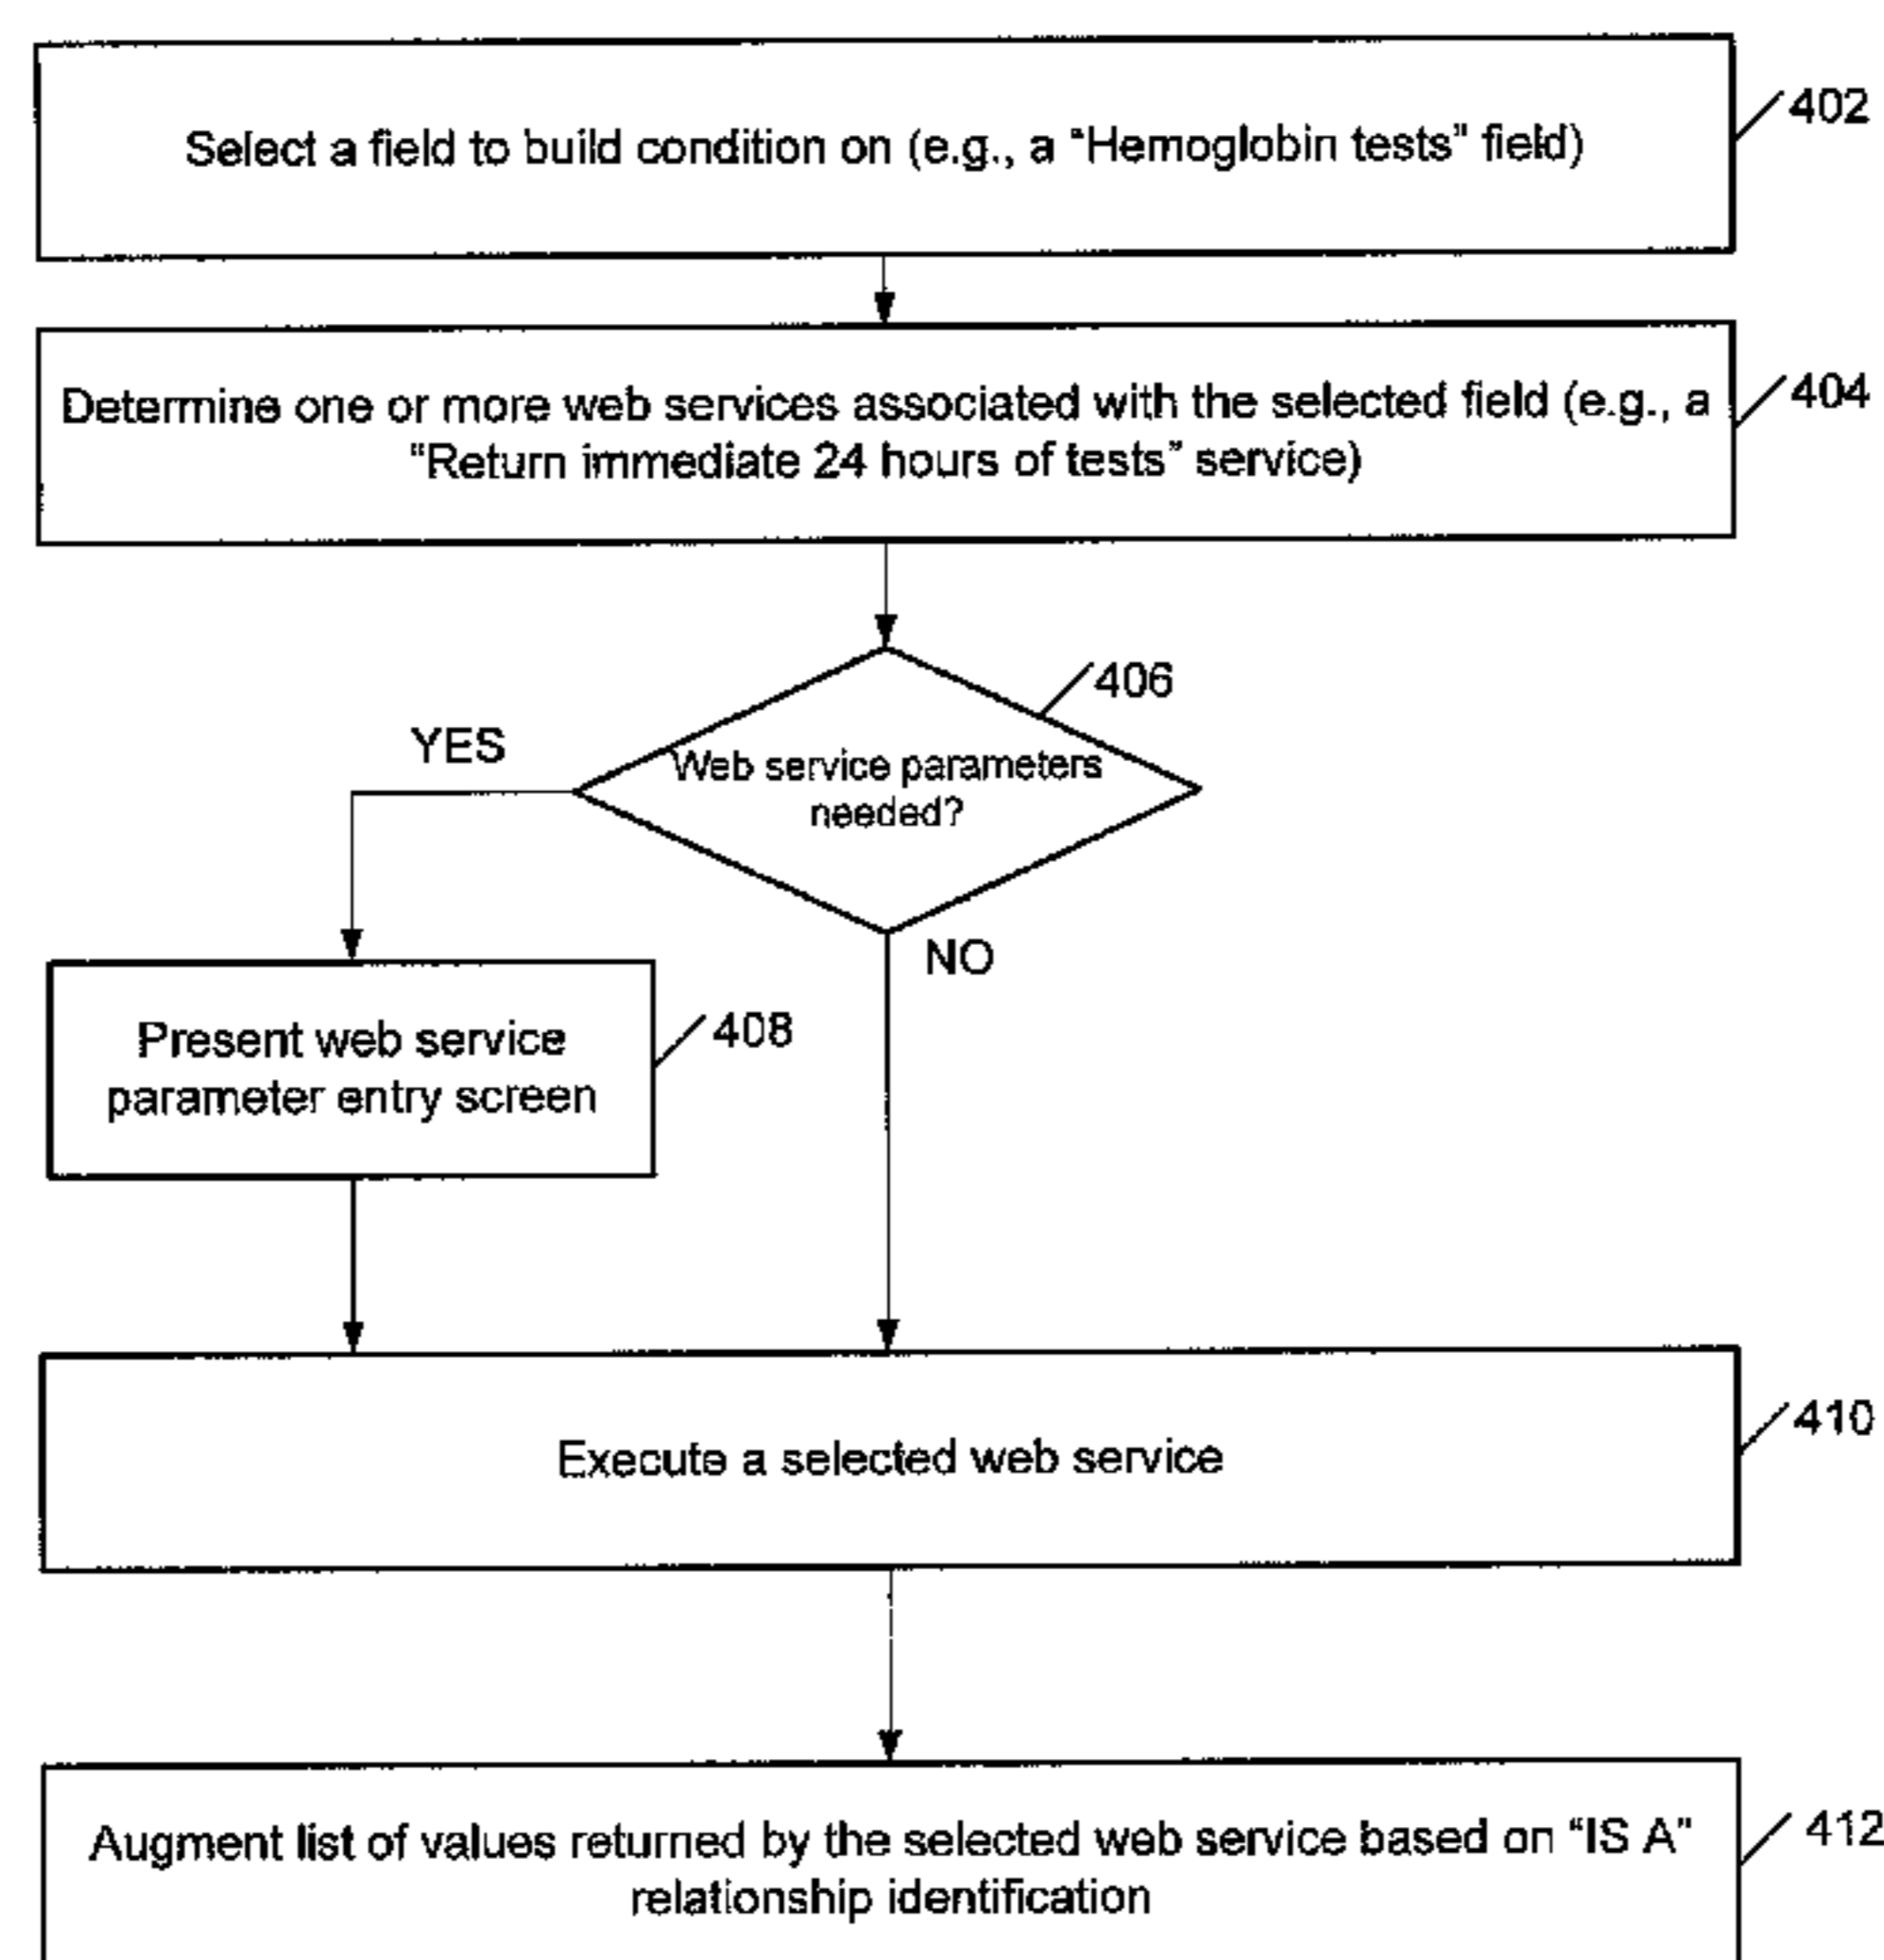 402
Select a field to build condition on (e.g., a "Hemoglobin tests" field)
404
Determine one or more web services associated with the selected field (e.g., a
"Return immediate 24 hours of tests" service)
406
YES
Web service parameters
needed?
NO
408
Present web service
parameter entry screen
410
Execute a selected web service
412
Augment list of values returned by the selected web service based on "IS A"
relationship identification